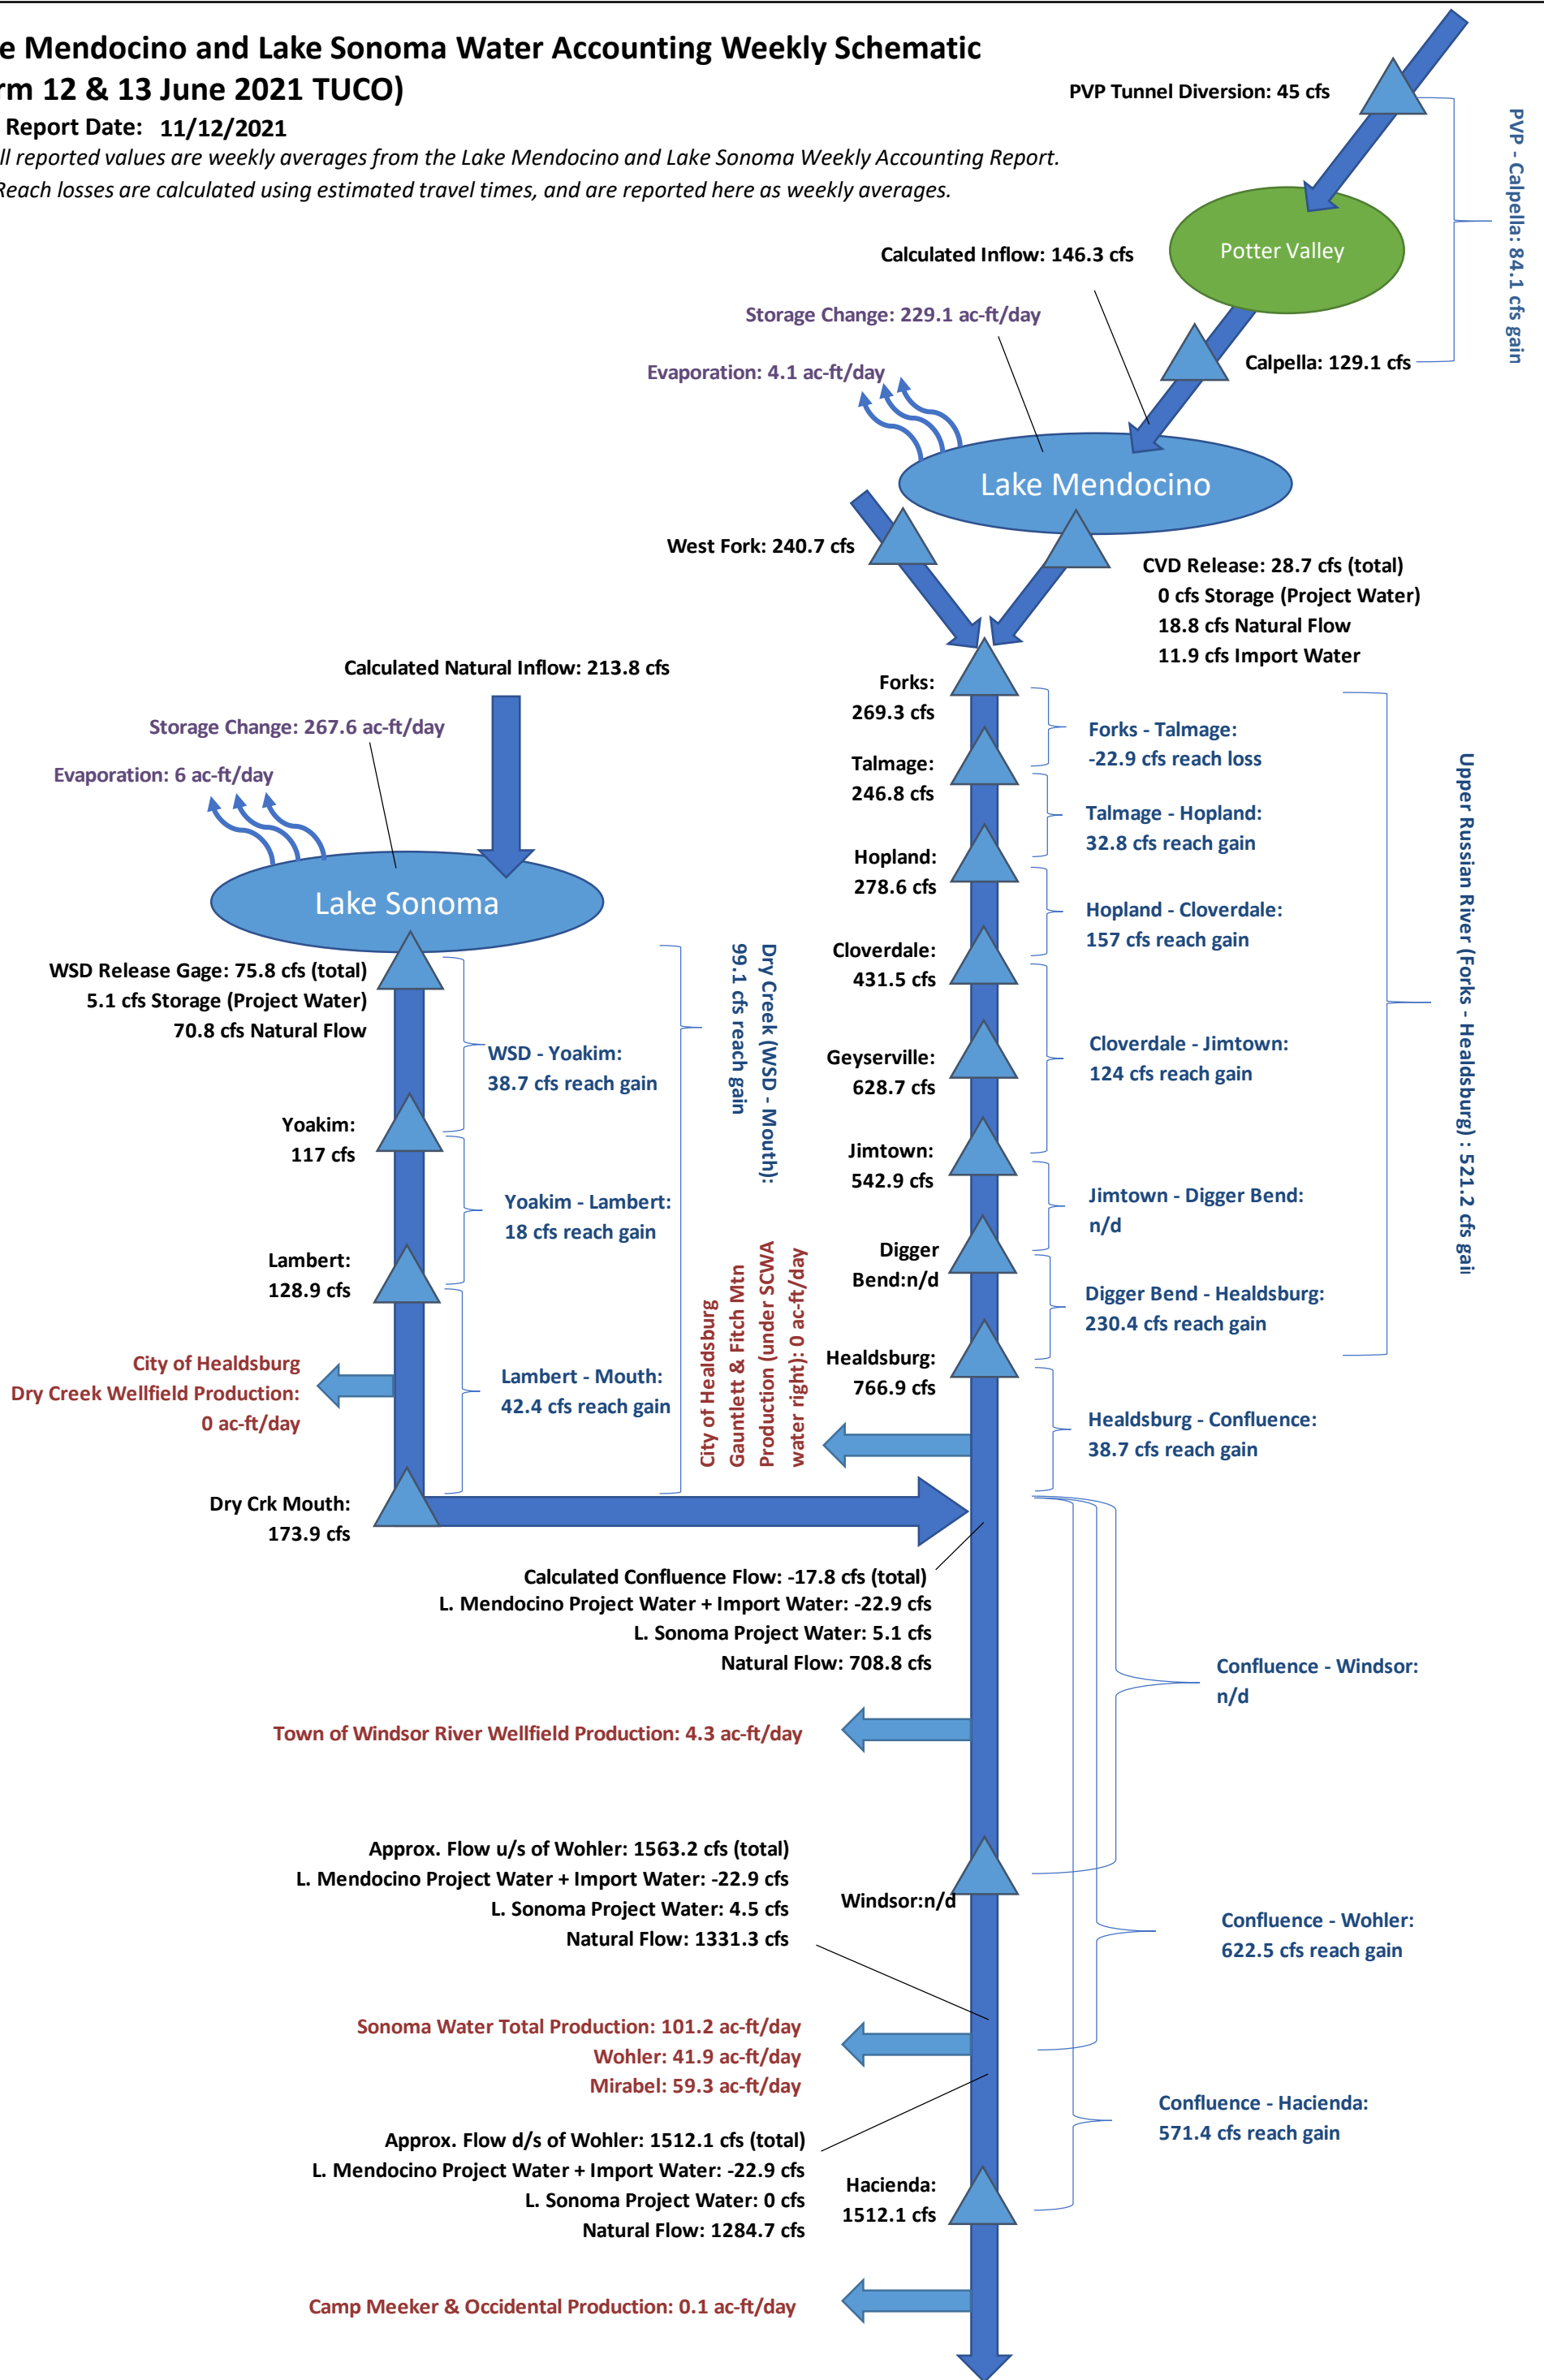 e Mendocino and Lake Sonoma Water Accounting Weekly Schematic
rm 12 & 13 June 2021 TUCO)
Report Date: 11/12/2021
ll reported values are weekly averages from the Lake Mendocino and Lake Sonoma Weekly Accounting Report.
Reach losses are calculated using estimated travel times, and are reported here as weekly averages.
PVP Tunnel Diversion: 45 cfs
PVP - Calpella: 84.1 cfs gain
Potter Valley
Calculated Inflow: 146.3 cfs
Storage Change: 229.1 ac-ft/day
Calpella: 129.1 cfs
Evaporation: 4.1 ac-ft/day
Lake Mendocino
West Fork: 240.7 cfs
CVD Release: 28.7 cfs (total)
0 cfs Storage (Project Water)
18.8 cfs Natural Flow
11.9 cfs Import Water
Calculated Natural Inflow: 213.8 cfs
Storage Change: 267.6 ac-ft/day
Evaporation: 6 ac-ft/day
Lake Sonoma
Forks:
269.3 cfs
Forks - Talmage:
-22.9 cfs reach loss
Talmage:
246.8 cfs
Talmage - Hopland:
32.8 cfs reach gain
Hopland:
278.6 cfs
Hopland - Cloverdale:
157 cfs reach gain
Cloverdale:
431.5 cfs
Upper Russian River (Forks - Healdsburg) : 521.2 cfs gai
WSD Release Gage: 75.8 cfs (total)
5.1 cfs Storage (Project Water)
70.8 cfs Natural Flow
Dry Creek (WSD - Mouth):
99.1 cfs reach gain
WSD - Yoakim:
38.7 cfs reach gain
Geyserville:
628.7 cfs
Cloverdale - Jimtown:
124 cfs reach gain
Yoakim:
117 cfs
Jimtown:
542.9 cfs
Yoakim - Lambert:
18 cfs reach gain
Jimtown - Digger Bend:
n/d
Lambert:
128.9 cfs
Digger
Bend:n/d
Digger Bend - Healdsburg:
230.4 cfs reach gain
City of Healdsburg
Gauntlett & Fitch Mtn
Production (under SCWA
water right): 0 ac-ft/day
City of Healdsburg
Dry Creek Wellfield Production:
0 ac-ft/day
Lambert - Mouth:
42.4 cfs reach gain
Healdsburg:
766.9 cfs
Healdsburg - Confluence:
38.7 cfs reach gain
Dry Crk Mouth:
173.9 cfs
Calculated Confluence Flow: -17.8 cfs (total)
L. Mendocino Project Water + Import Water: -22.9 cfs
L. Sonoma Project Water: 5.1 cfs
Natural Flow: 708.8 cfs
Confluence - Windsor:
n/d
Town of Windsor River Wellfield Production: 4.3 ac-ft/day
Approx. Flow u/s of Wohler: 1563.2 cfs (total)
L. Mendocino Project Water + Import Water: -22.9 cfs
L. Sonoma Project Water: 4.5 cfs
Natural Flow: 1331.3 cfs
Windsor:n/d
Confluence - Wohler:
622.5 cfs reach gain
Sonoma Water Total Production: 101.2 ac-ft/day
Wohler: 41.9 ac-ft/day
Mirabel: 59.3 ac-ft/day
Confluence - Hacienda:
571.4 cfs reach gain
Approx. Flow d/s of Wohler: 1512.1 cfs (total)
L. Mendocino Project Water + Import Water: -22.9 cfs
L. Sonoma Project Water: 0 cfs
Natural Flow: 1284.7 cfs
Hacienda:
1512.1 cfs
Camp Meeker & Occidental Production: 0.1 ac-ft/day